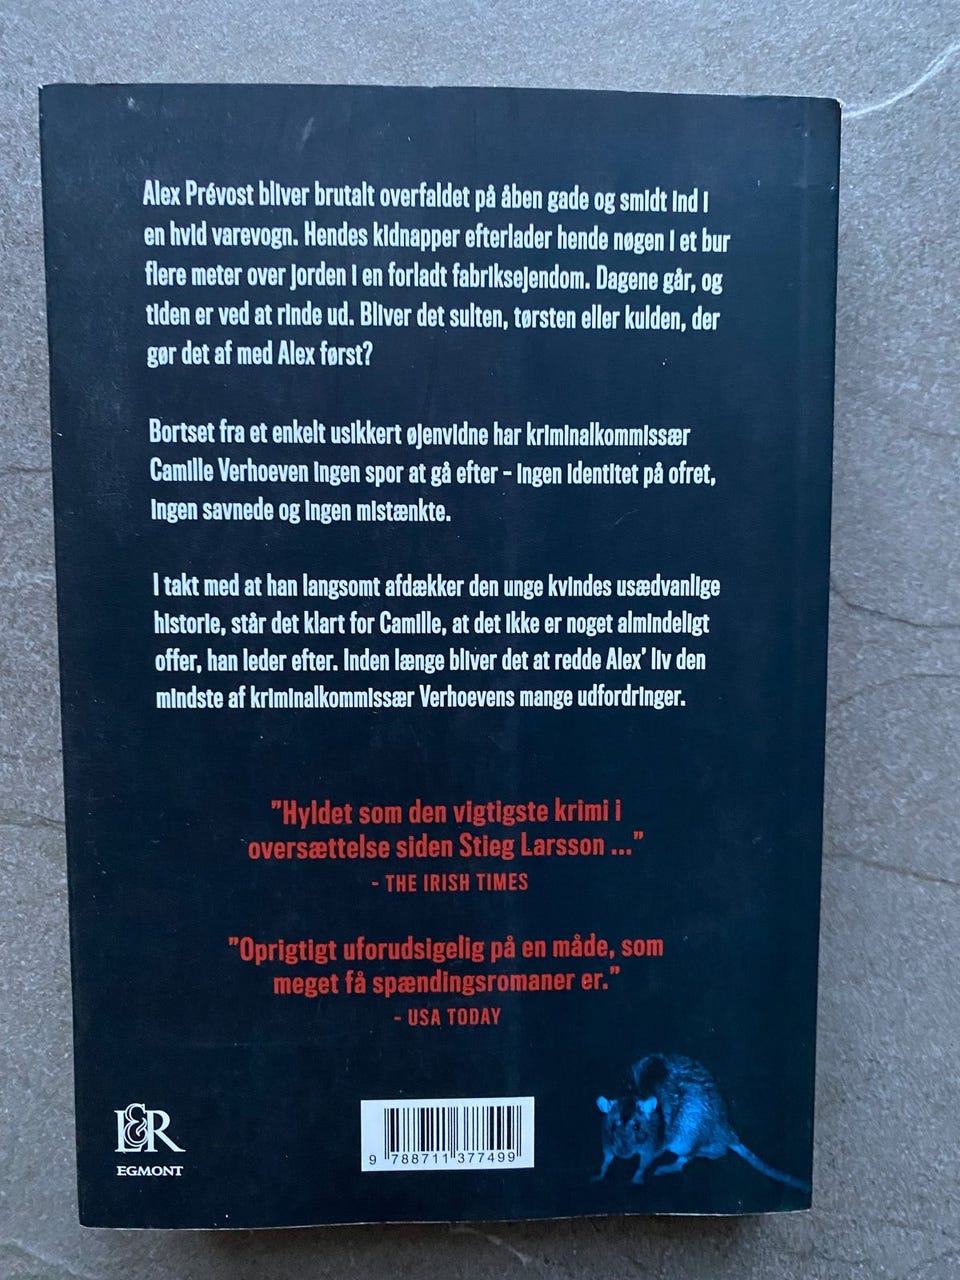 Alex Prévost bliver brutalt overfaldet på åben gade og smidt ind i
en hvid varevogn. Hendes kidnapper efterlader hende nøgen i et bur
flere meter over jorden i en forladt fabriksejendom. Dagene går, og
tiden er ved at rinde ud. Bliver det sulten, tørsten eller kulden, der
gør det af med Alex først?
Bortset fra et enkelt usikkert øjenvidne har kriminalkommissær
Camille Verhoeven ingen spor at gå efter – ingen identitet på ofret,
ingen savnede og ingen mistænkte.
I takt med at han langsomt afdækker den unge kvindes usædvanlige
historie, står det klart for Camille, at det ikke er noget almindeligt
offer, han leder efter. Inden længe bliver det at redde Alex’ liv den
mindste af kriminalkommissær Verhoevens mange udfordringer.
”Hyldet som den vigtigste krimi i
oversættelse siden Stieg Larsson ...”
- THE IRISH TIMES
”Oprigtigt uforudsigelig på en måde, som
meget få spændingsromaner er.”
- USA TODAY
L&R
EGMONT
9 788711 377499